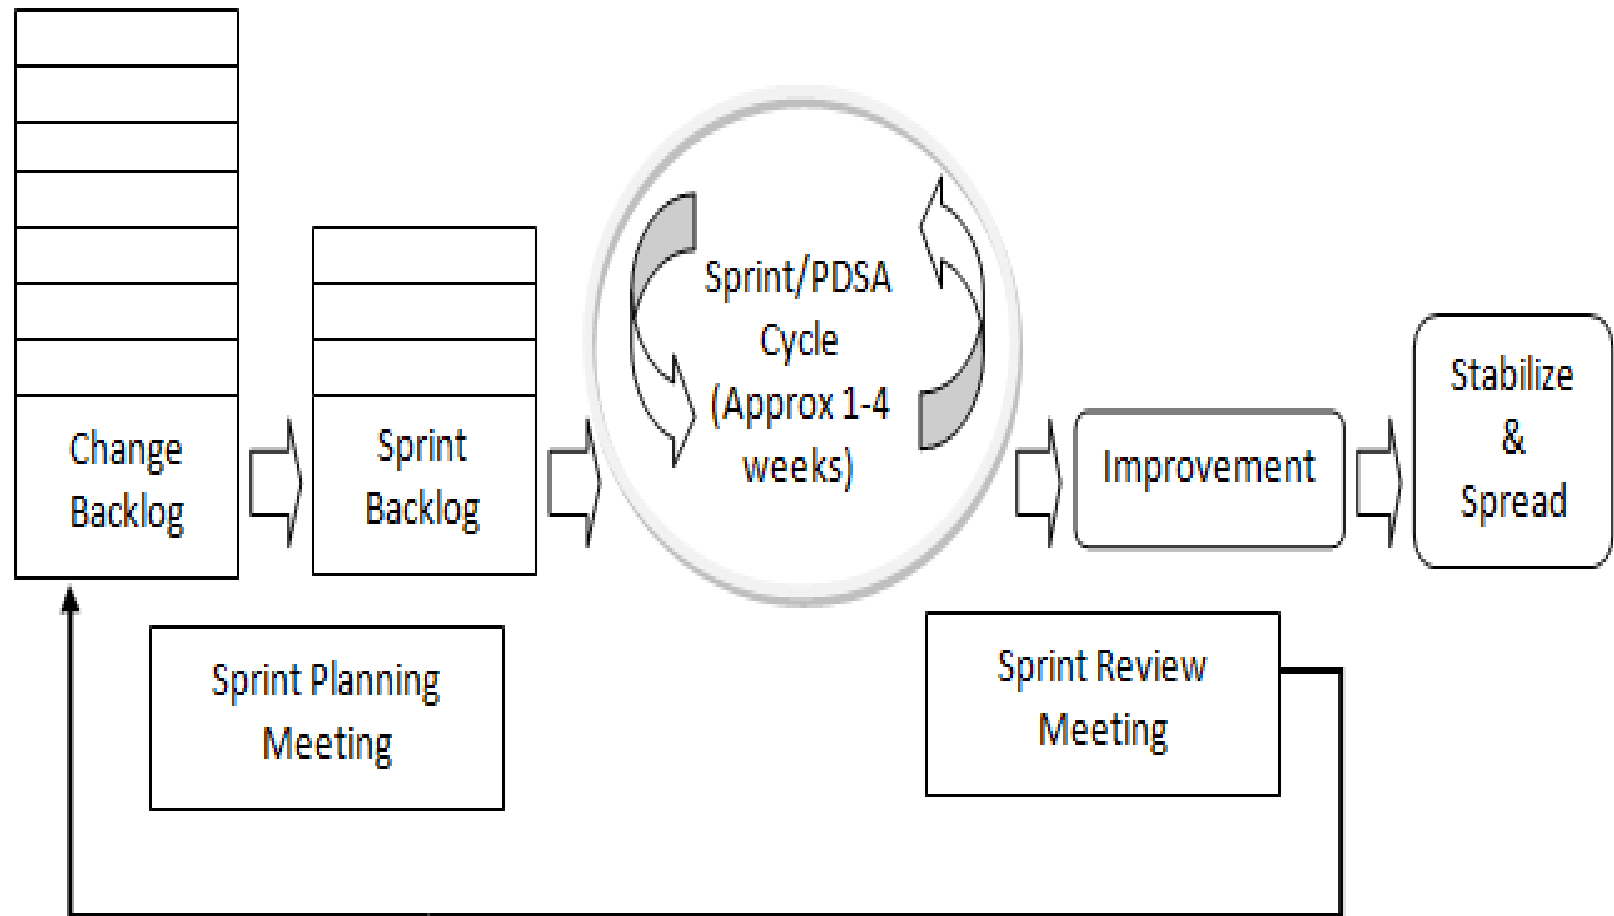 Change
Backlog
Sprint
Backlog
Sprint/PDSA
Cycle
(Approx 1-4
weeks)
Improvement
Stabilize
&
Spread
Sprint Planning
Meeting
Sprint Review
Meeting